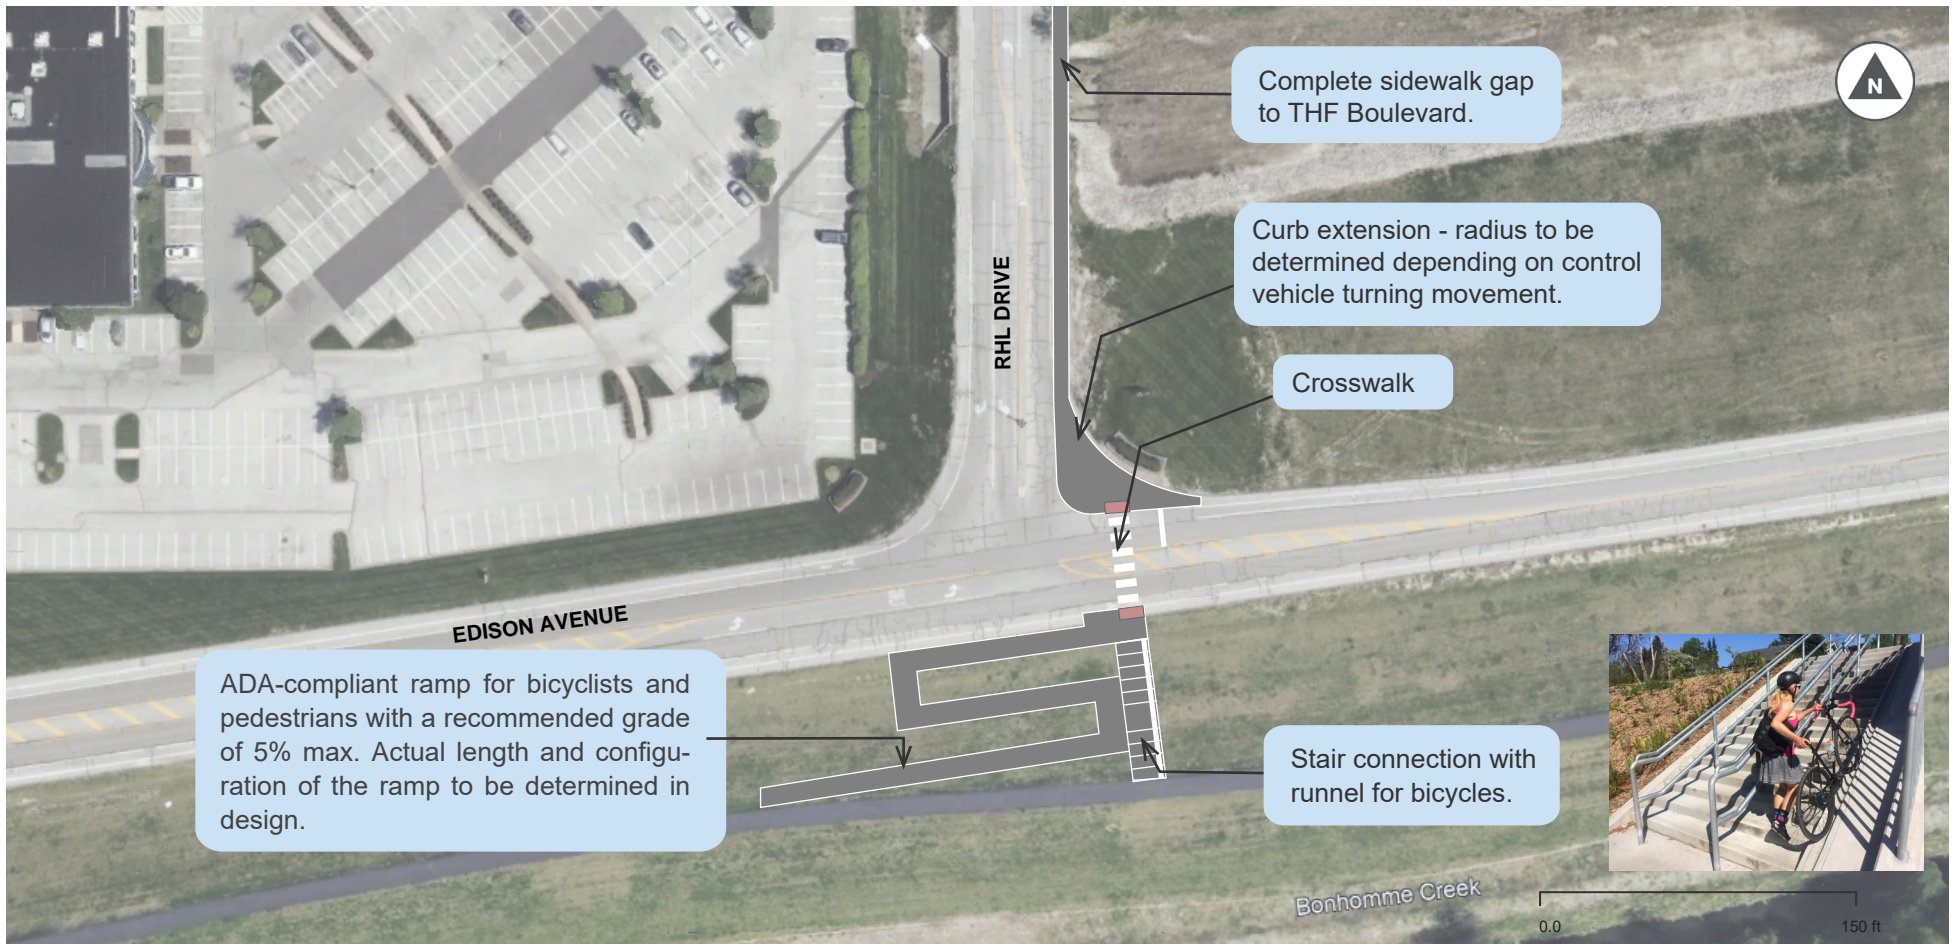 Complete sidewalk gap
to THF Boulevard.
N
Curb extension - radius to be
determined depending on control
vehicle turning movement.
RHL DRIVE
Crosswalk
EDISON AVENUE
ADA-compliant ramp for bicyclists and
pedestrians with a recommended grade
of 5% max. Actual length and configu-
ration of the ramp to be determined in
design.
Stair connection with
runnel for bicycles.
Bonhomme Creek
0.0
150 ft